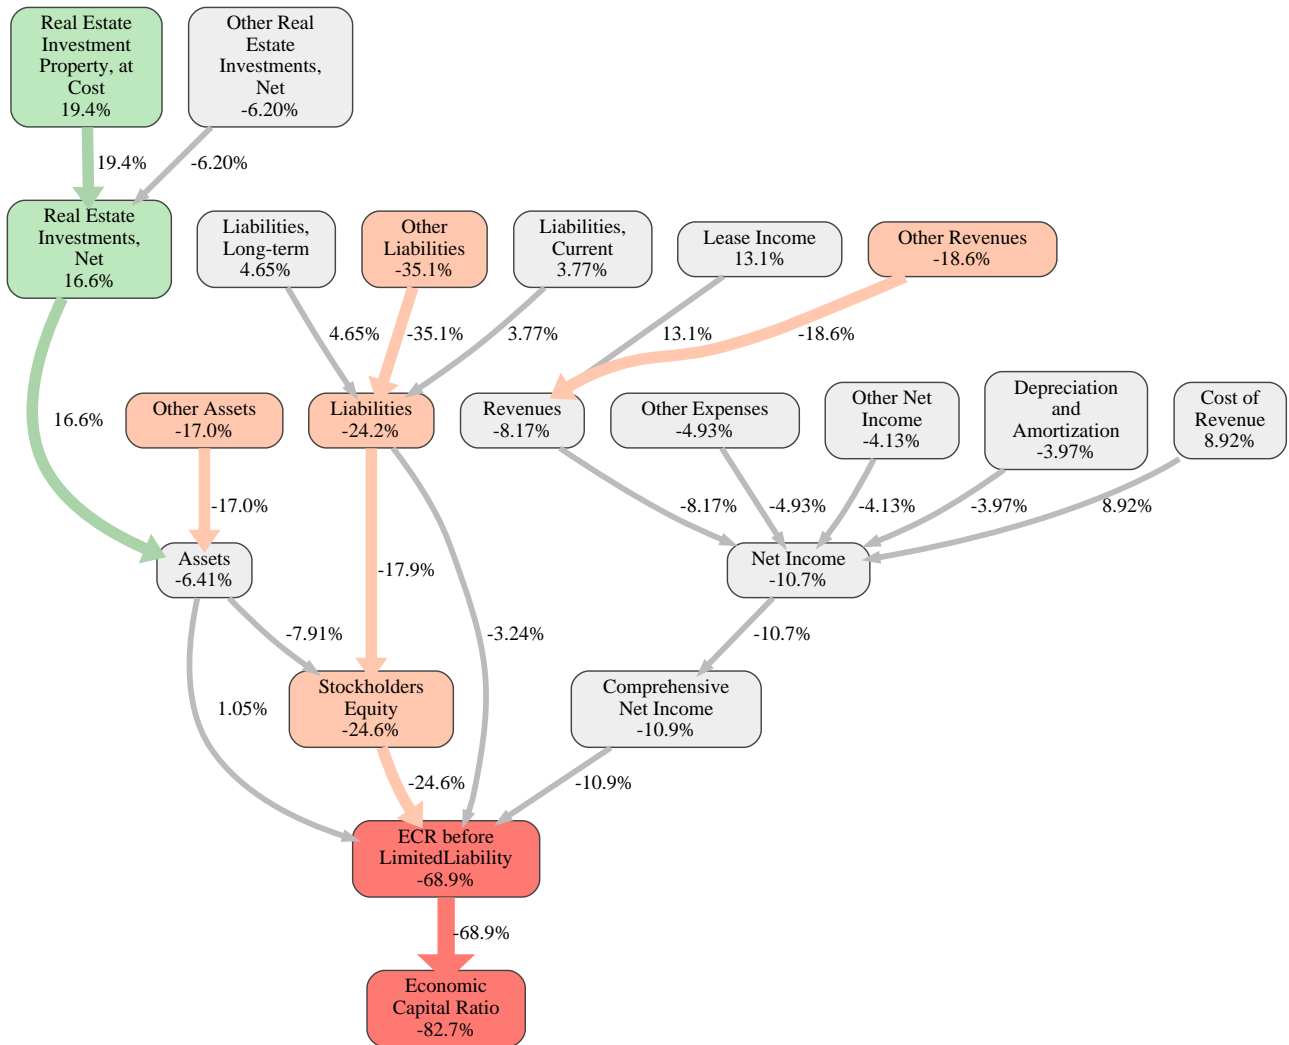 Real Estate
Investment
Property, at
Cost
19.4%
Other Real
Estate
Investments,
Net
-6.20%
19.4%
-6.20%
Real Estate
Investments,
Net
16.6%
Liabilities,
Long-term
4.65%
Other
Liabilities
-35.1%
Liabilities,
Current
3.77%
Lease Income
13.1%
Other Revenues
-18.6%
4.65%
-35.1%
3.77%
13.1%
-18.6%
16.6%
Other Assets
-17.0%
Liabilities
-24.2%
Revenues
-8.17%
Other Expenses
-4.93%
Other Net
Income
-4.13%
Depreciation
and
Amortization
-3.97%
Cost of
Revenue
8.92%
-17.0%
-17.9%
-8.17%
-4.93%
-4.13%
-3.97%
8.92%
Assets
-6.41%
Net Income
-10.7%
-7.91%
-3.24%
-10.7%
1.05%
Stockholders
Equity
-24.6%
Comprehensive
Net Income
-10.9%
-24.6%
-10.9%
ECR before
LimitedLiability
-68.9%
-68.9%
Economic
Capital Ratio
-82.7%